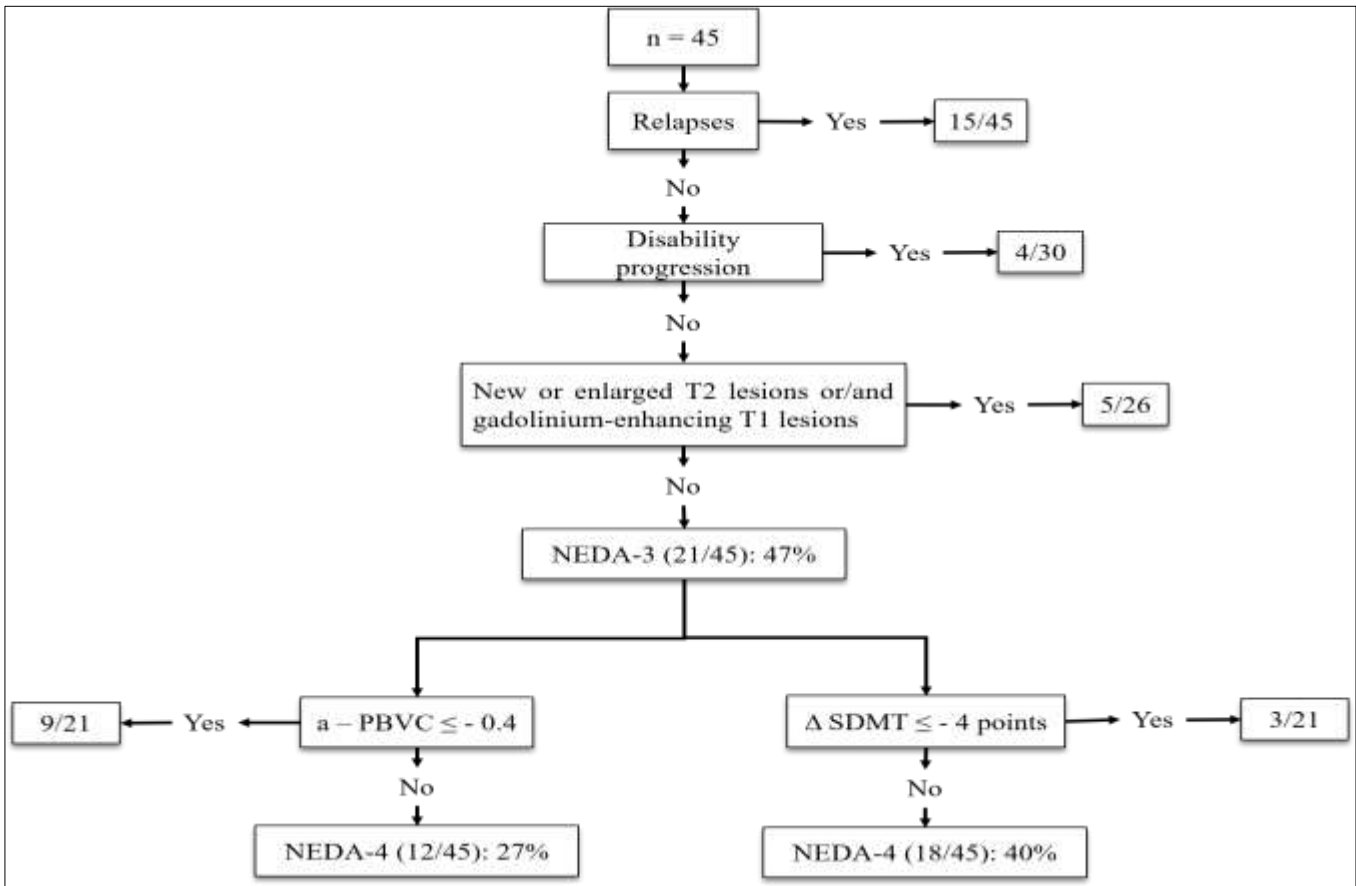 n = 45
Relapses
Yes
15/45
No
Disability
progression
Yes
4/30
No
New or enlarged T2 lesions or/and
gadolinium-enhancing T1 lesions
Yes
5/26
No
NEDA-3 (21/45): 47%
9/21
Yes
a – PBVC ≤ - 0.4
Δ SDMT ≤ - 4 points
Yes
3/21
No
No
NEDA-4 (12/45): 27%
NEDA-4 (18/45): 40%